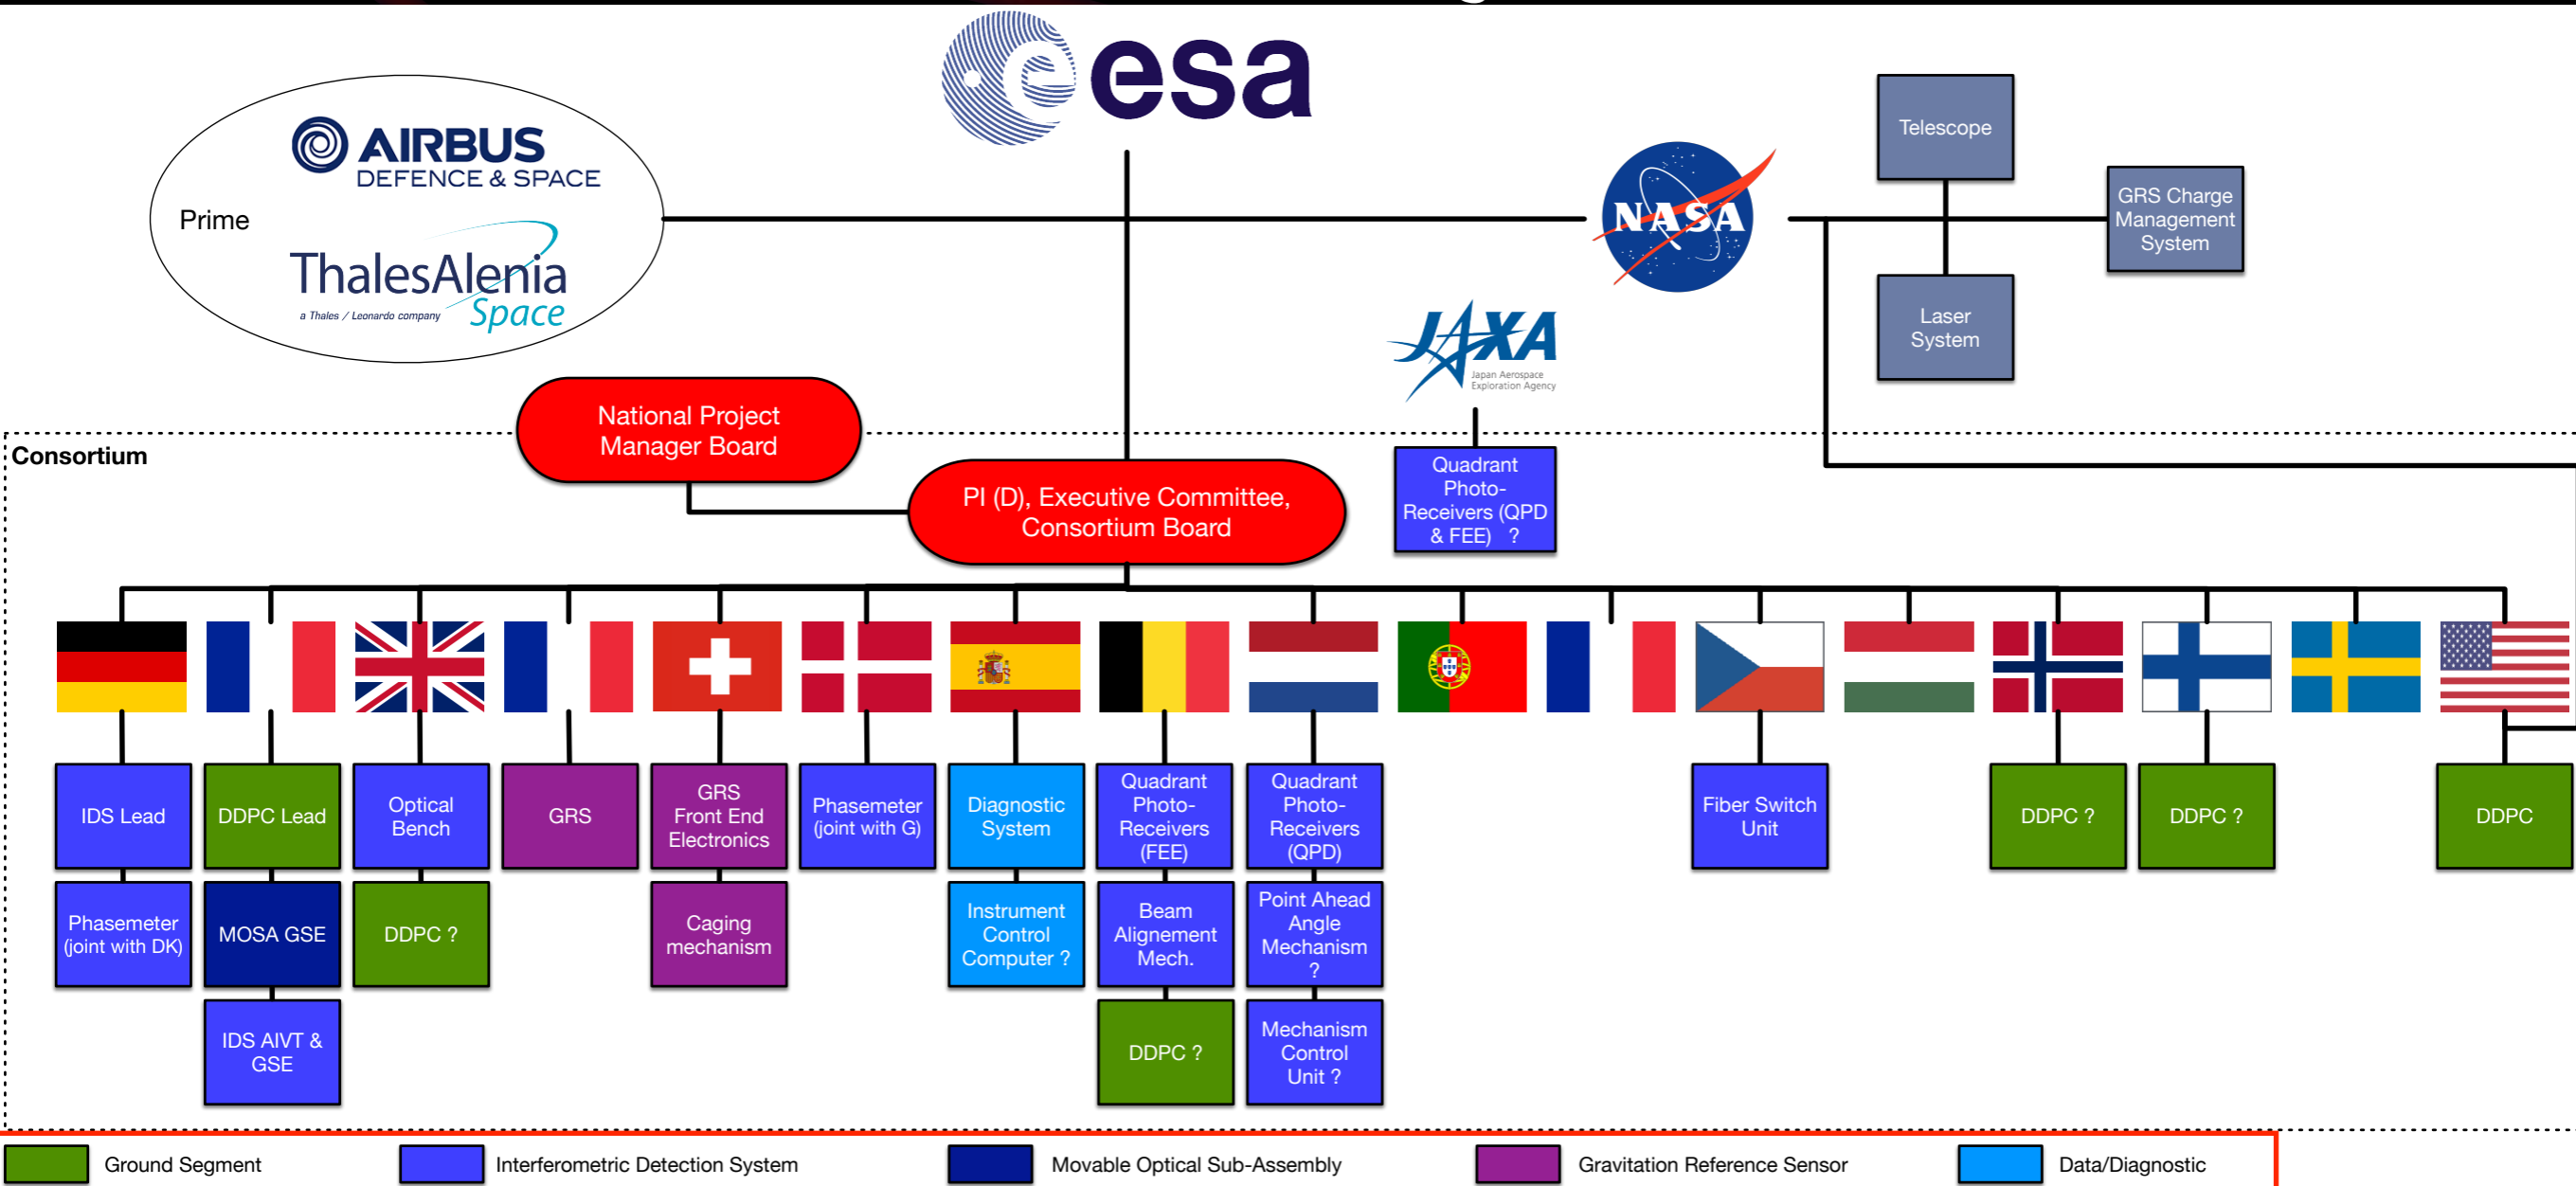 esa
AIRBUS
DEFENCE & SPACE
Prime
ThalesAlenia
a Thales / Leonardo company
Space
NASA
Telescope
GRS Charge
Management
System
Laser
System
JAXA
Japan Aerospace
Exploration Agency
National Project
Manager Board
Consortium
PI (D), Executive Committee,
Consortium Board
Quadrant
Photo-
Receivers (QPD
& FEE) ?
IDS Lead
DDPC Lead
Optical
Bench
GRS
GRS
Front End
Electronics
Phasemeter
(joint with G)
Diagnostic
System
Quadrant
Photo-
Receivers
(FEE)
Quadrant
Photo-
Receivers
(QPD)
Fiber Switch
Unit
DDPC ?
DDPC ?
DDPC
Phasemeter
(joint with DK)
MOSA GSE
DDPC ?
Caging
mechanism
Instrument
Control
Computer ?
Beam
Alignement
Mech.
Point Ahead
Angle
Mechanism
?
IDS AIVT &
GSE
DDPC ?
Mechanism
Control
Unit ?
Ground Segment
Interferometric Detection System
Movable Optical Sub-Assembly
Gravitation Reference Sensor
Data/Diagnostic